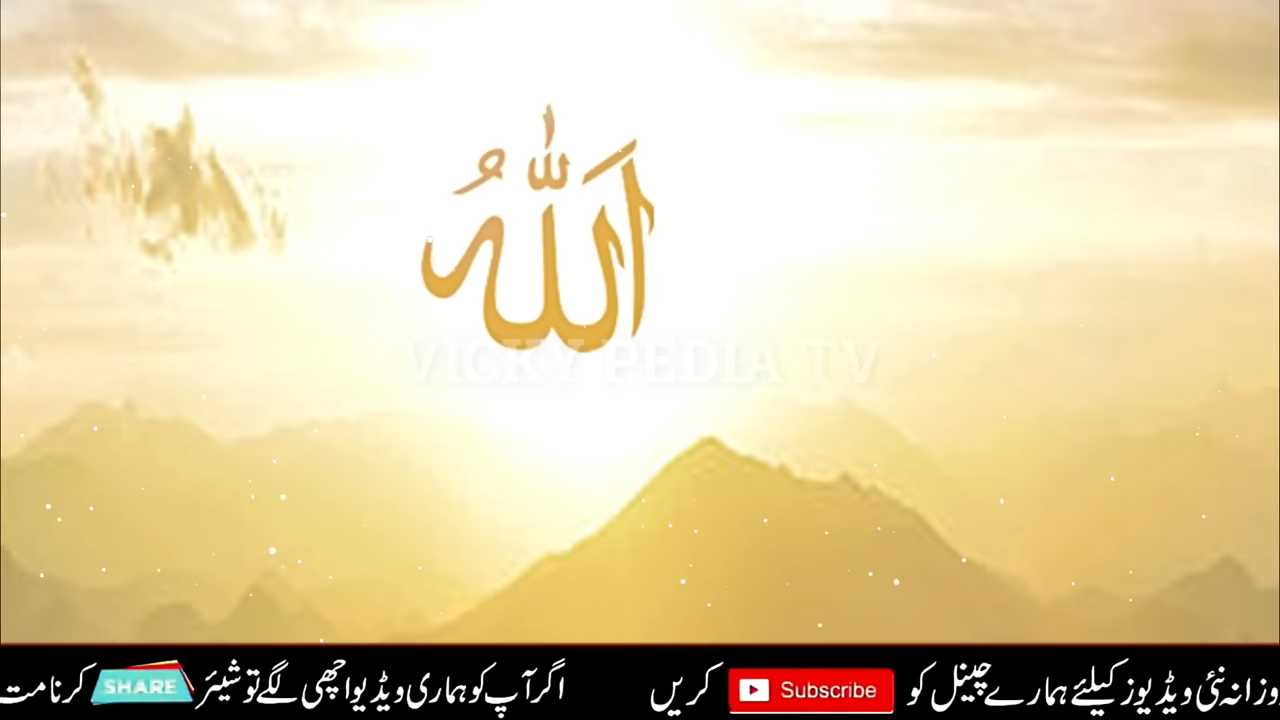 اَللّٰهُ
VICKY PEDIA TV
وزانہ نئی ویڈیوز کیلئے ہمارے چینل کو Subscribe کریں اگر آپ کو ہماری ویڈیو اچھی لگے تو شیئر SHARE کرنا مت